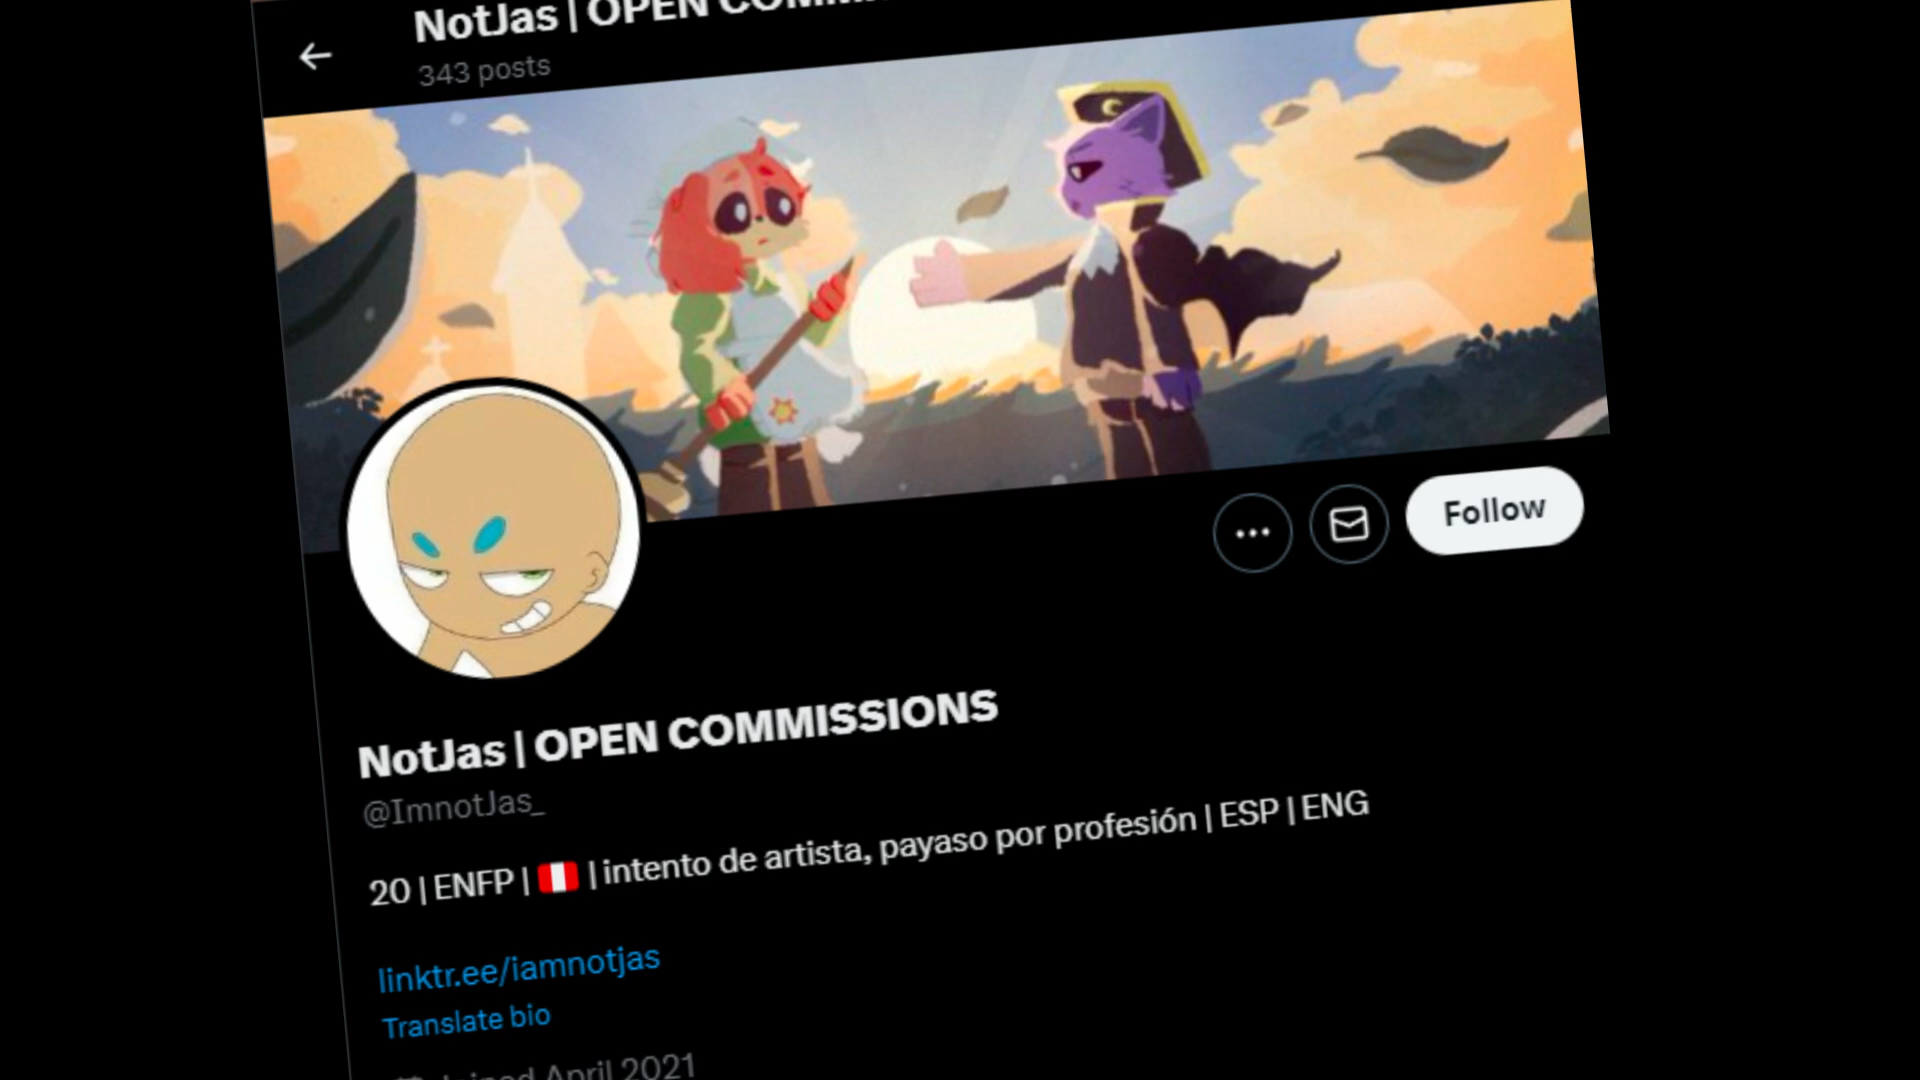 NotJas | OPEN
343 posts
Follow
NotJas | OPEN COMMISSIONS
@ImnotJas_
20 | ENFP | 🇵🇪 | intento de artista, payaso por profesión | ESP | ENG
linktr.ee/iamnotjas
Translate bio
Joined April 2021